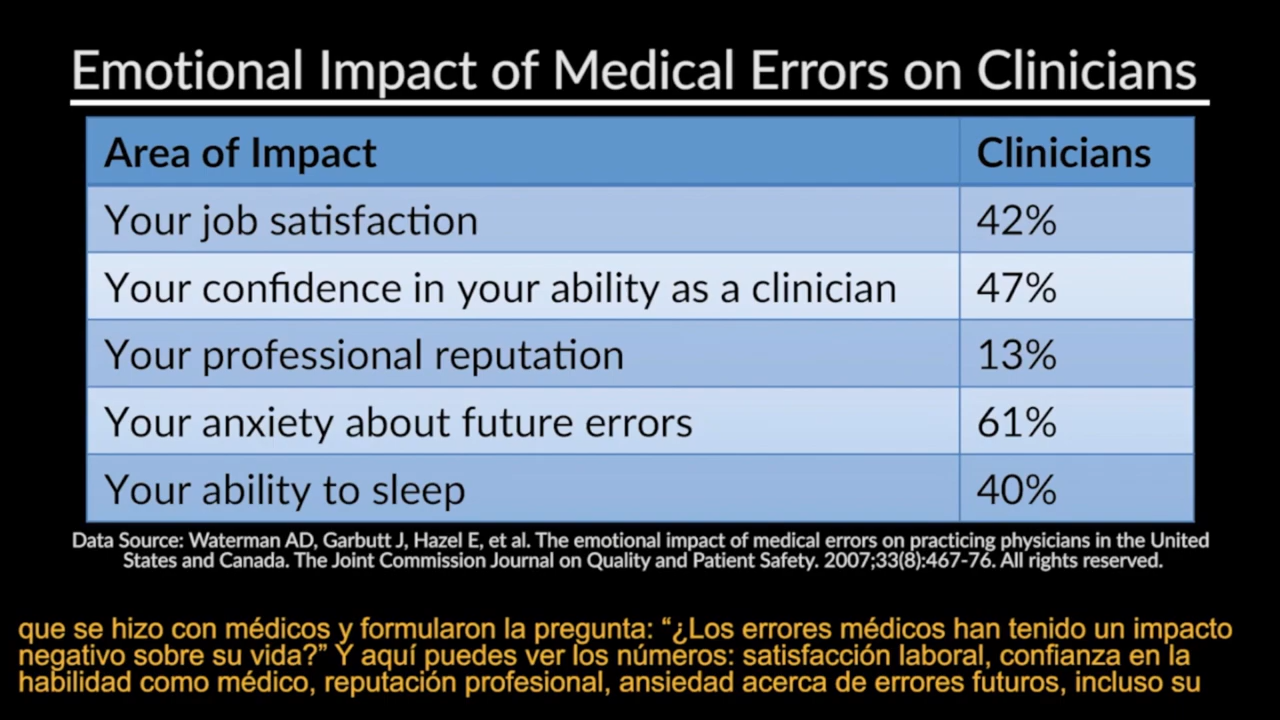 Emotional Impact of Medical Errors on Clinicians
Area of Impact Clinicians
Your job satisfaction 42%
Your confidence in your ability as a clinician 47%
Your professional reputation 13%
Your anxiety about future errors 61%
Your ability to sleep 40%
Data Source: Waterman AD, Garbutt J, Hazel E, et al. The emotional impact of medical errors on practicing physicians in the United
States and Canada. The Joint Commission Journal on Quality and Patient Safety. 2007;33(8):467-76. All rights reserved.
que se hizo con médicos y formularon la pregunta: “¿Los errores médicos han tenido un impacto
negativo sobre su vida?” Y aquí puedes ver los números: satisfacción laboral, confianza en la
habilidad como médico, reputación profesional, ansiedad acerca de errores futuros, incluso su